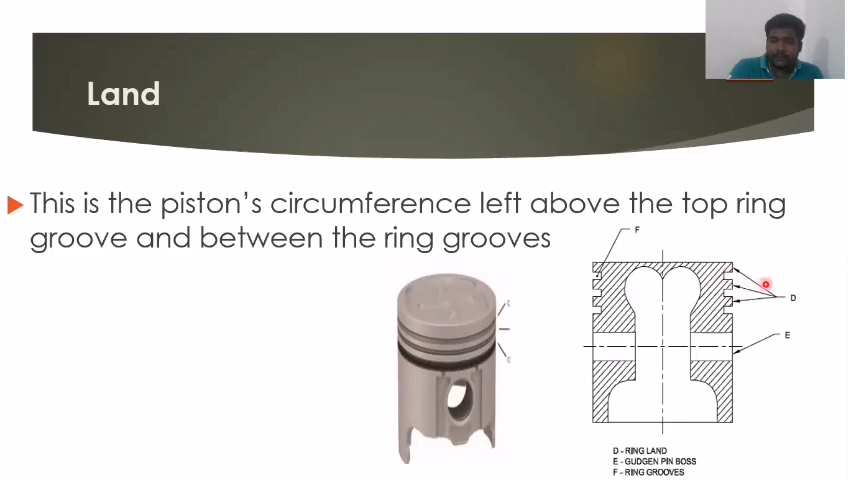 Land
This is the piston's circumference left above the top ring
groove and between the ring grooves
F
D
E
D - RING LAND
E - GUDGEN PIN BOSS
F - RING GROOVES